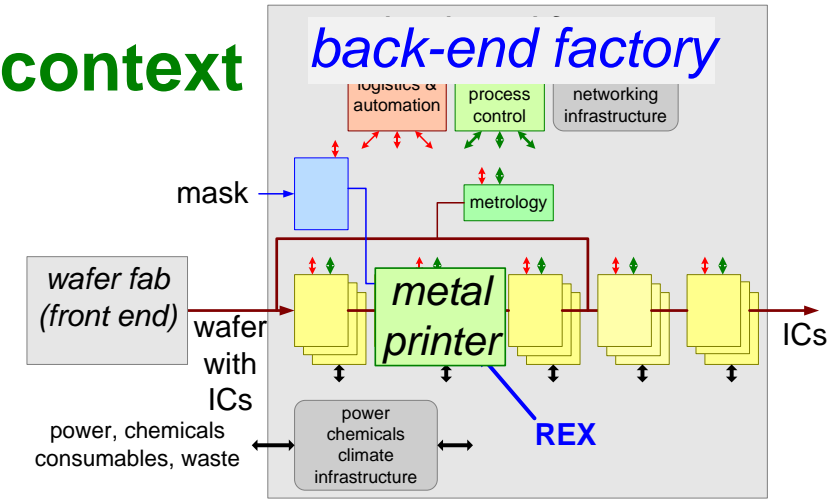 context
back-end factory
logistics &
automation
process
control
networking
infrastructure
mask
metrology
wafer fab
(front end)
metal
printer
wafer
with
ICs
ICs
power, chemicals
consumables, waste
power
chemicals
climate
infrastructure
REX